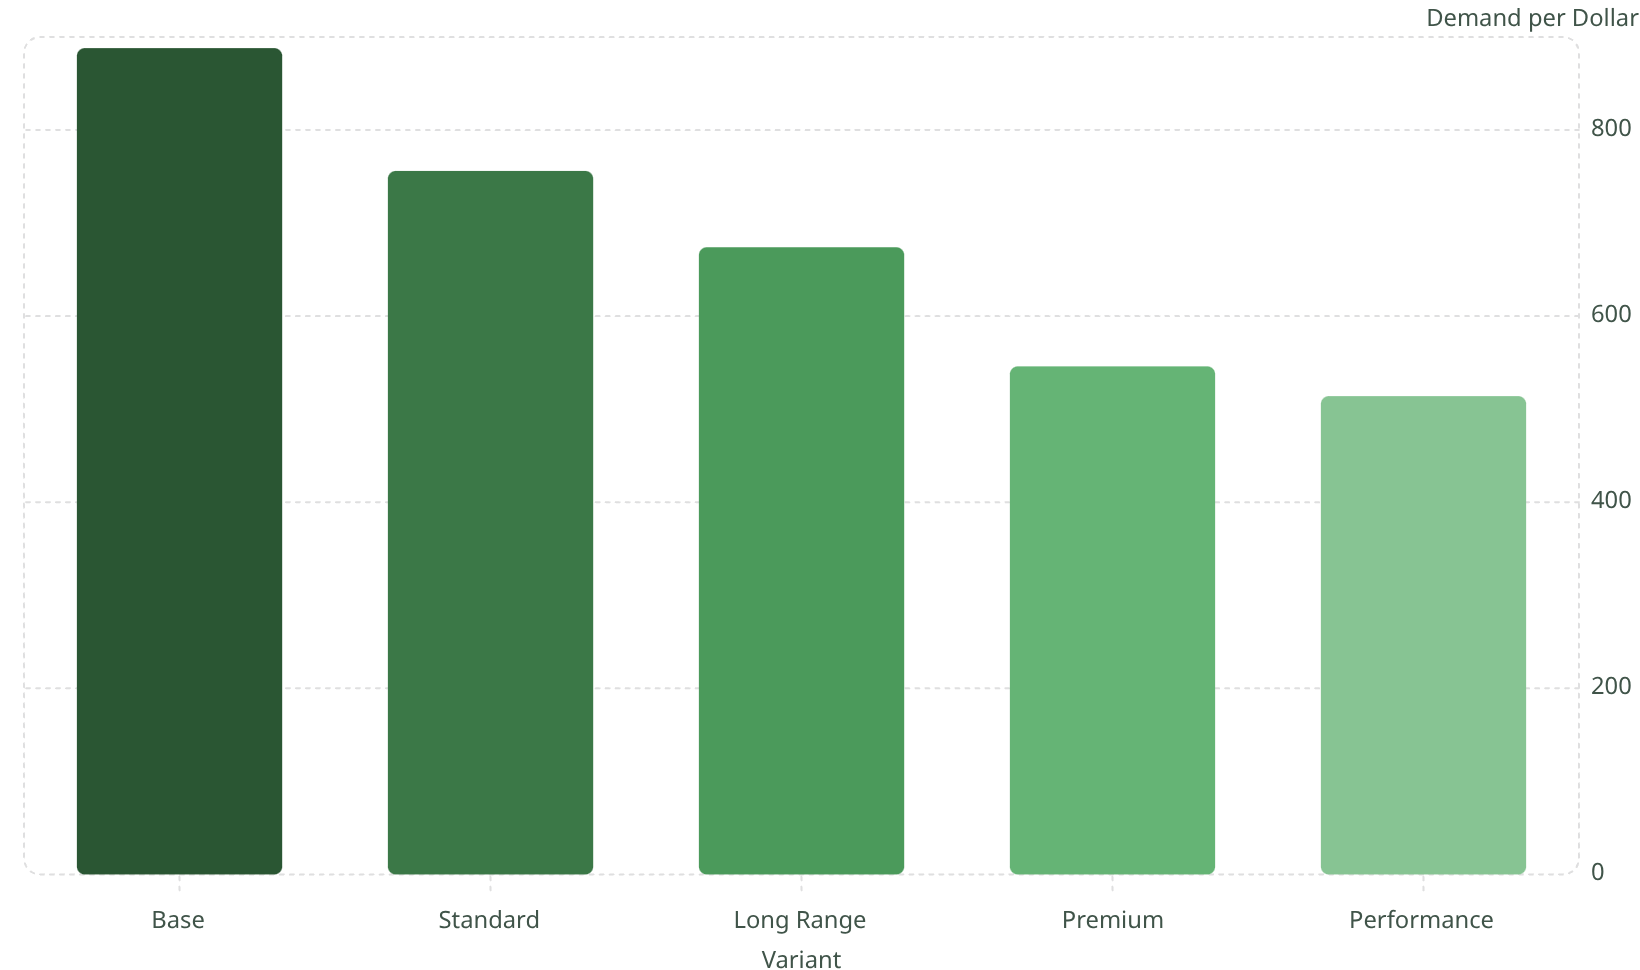 Demand per Dollar
800
600
400
200
0
Base Standard Long Range Premium Performance
Variant